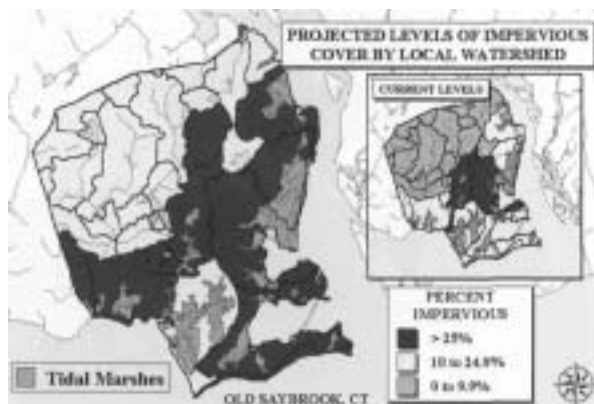 PROJECTED LEVELS OF IMPERVIOUS
COVER BY LOCAL WATERSHED
CURRENT LEVELS
PERCENT
IMPERVIOUS
> 25%
10 to 24.9%
0 to 9.9%
Tidal Marshes
OLD SAYBROOK, CT